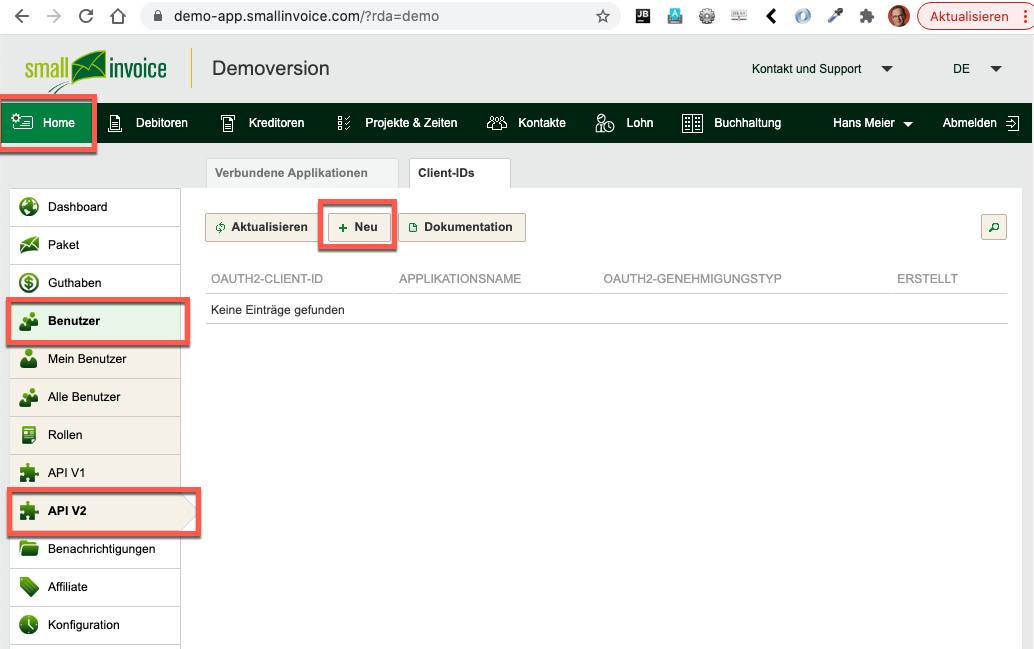 demo-app.smallinvoice.com/?rda=demo
JB
A
Aktualisieren
small invoice
Demoversion
Kontakt und Support
DE
Home
Debitoren
Kreditoren
Projekte & Zeiten
Kontakte
Lohn
Buchhaltung
Hans Meier
Abmelden
Verbundene Applikationen
Client-IDs
Aktualisieren
+ Neu
Dokumentation
OAUTH2-CLIENT-ID
APPLIKATIONSNAME
OAUTH2-GENEHMIGUNGSTYP
ERSTELLT
Keine Einträge gefunden
Dashboard
Paket
Guthaben
Benutzer
Mein Benutzer
Alle Benutzer
Rollen
API V1
API V2
Benachrichtigungen
Affiliate
Konfiguration